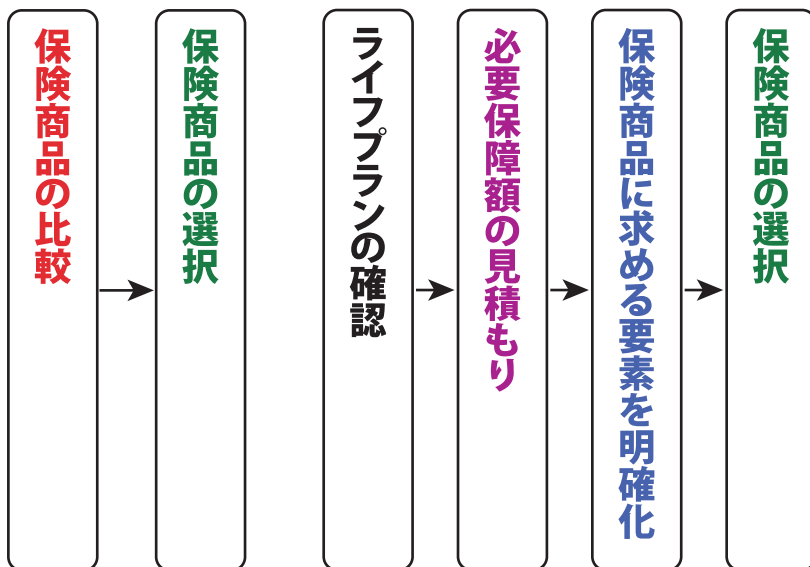 保険商品の比較
保険商品の選択
ライフプランの確認
必要保障額の見積もり
保険商品に求める要素を明確化
保険商品の選択